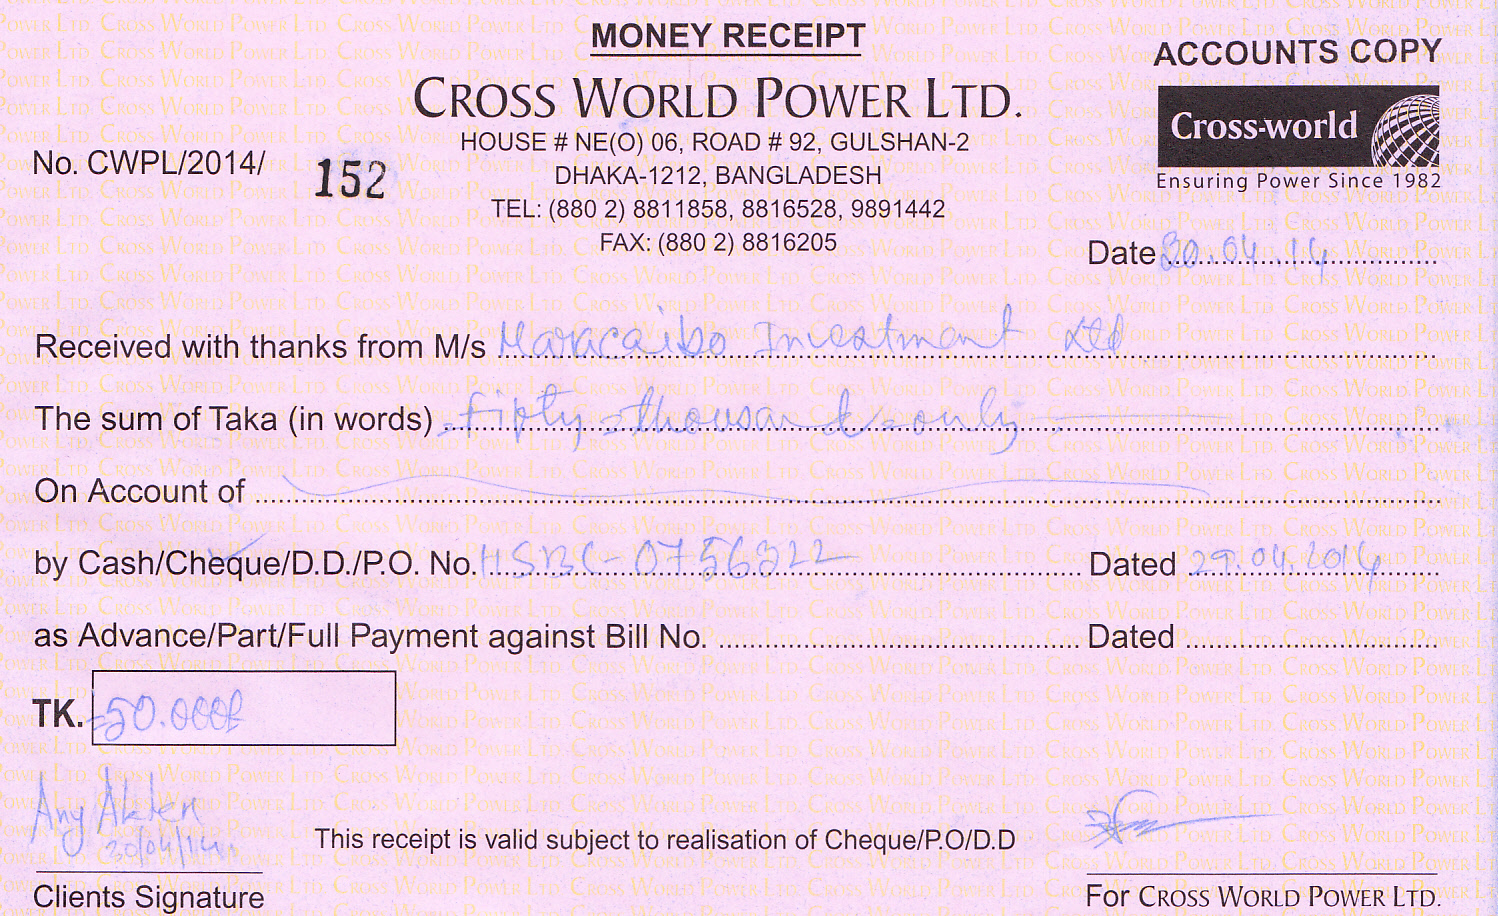 MONEY RECEIPT
ACCOUNTS COPY
CROSS WORLD POWER LTD.
Cross-world
Ensuring Power Since 1982
HOUSE # NE(O) 06, ROAD # 92, GULSHAN-2
DHAKA-1212, BANGLADESH
TEL: (880 2) 8811858, 8816528, 9891442
FAX: (880 2) 8816205
No. CWPL/2014/ 152
Date 30.04.14
Received with thanks from M/s Maracaibo Investment Ltd
The sum of Taka (in words) =fifty=thousand=only
On Account of
by Cash/Cheque/D.D./P.O. No. HSBC-0756822 Dated 29.04.2014
as Advance/Part/Full Payment against Bill No. Dated
TK. =50.000/
Any Akter
30/04/14
This receipt is valid subject to realisation of Cheque/P.O/D.D
Clients Signature
For CROSS WORLD POWER LTD.